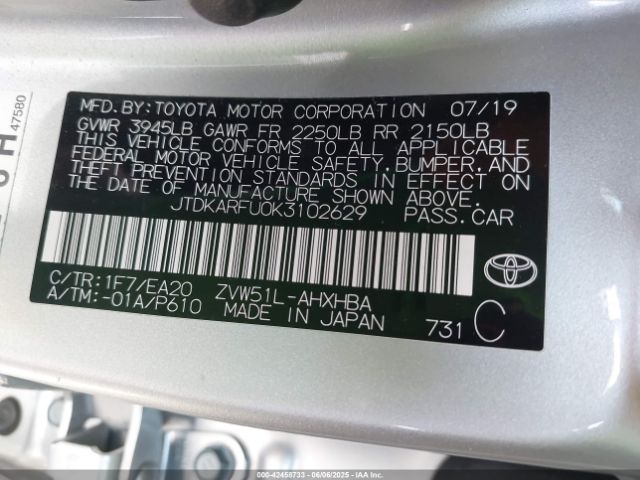 MFD. BY: TOYOTA MOTOR CORPORATION 07/19
GVWR 3945LB GAWR FR 2250LB RR 2150LB
THIS VEHICLE CONFORMS TO ALL APPLICABLE
FEDERAL MOTOR VEHICLE SAFETY, BUMPER, AND
THEFT PREVENTION STANDARDS IN EFFECT ON
THE DATE OF MANUFACTURE SHOWN ABOVE.
JTDKARFU0K3102629 PASS. CAR
C/TR: 1F7/EA20 ZVW51L-AHXHBA
A/TM: -01A/P610 MADE IN JAPAN 731 C
47580
000-42458733 - 06/06/2025 - IAAI.COM